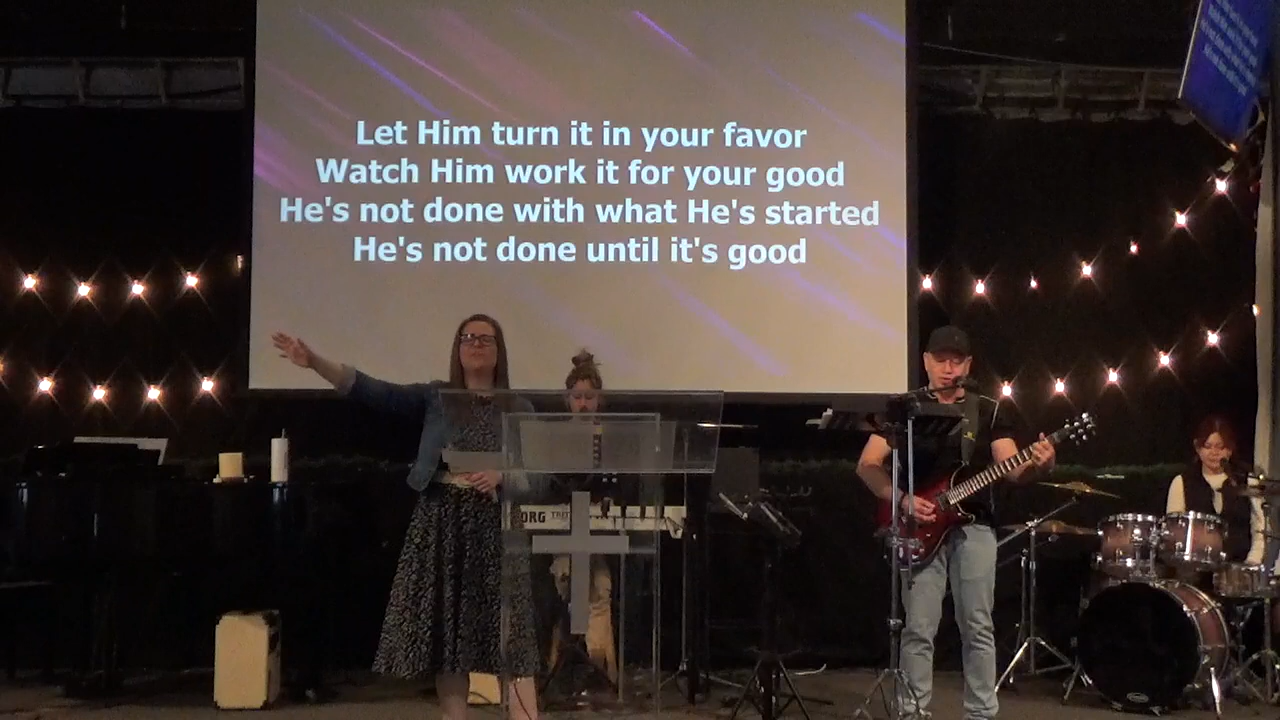 Let Him turn it in your favor
Watch Him work it for your good
He's not done with what He's started
He's not done until it's good
ORG